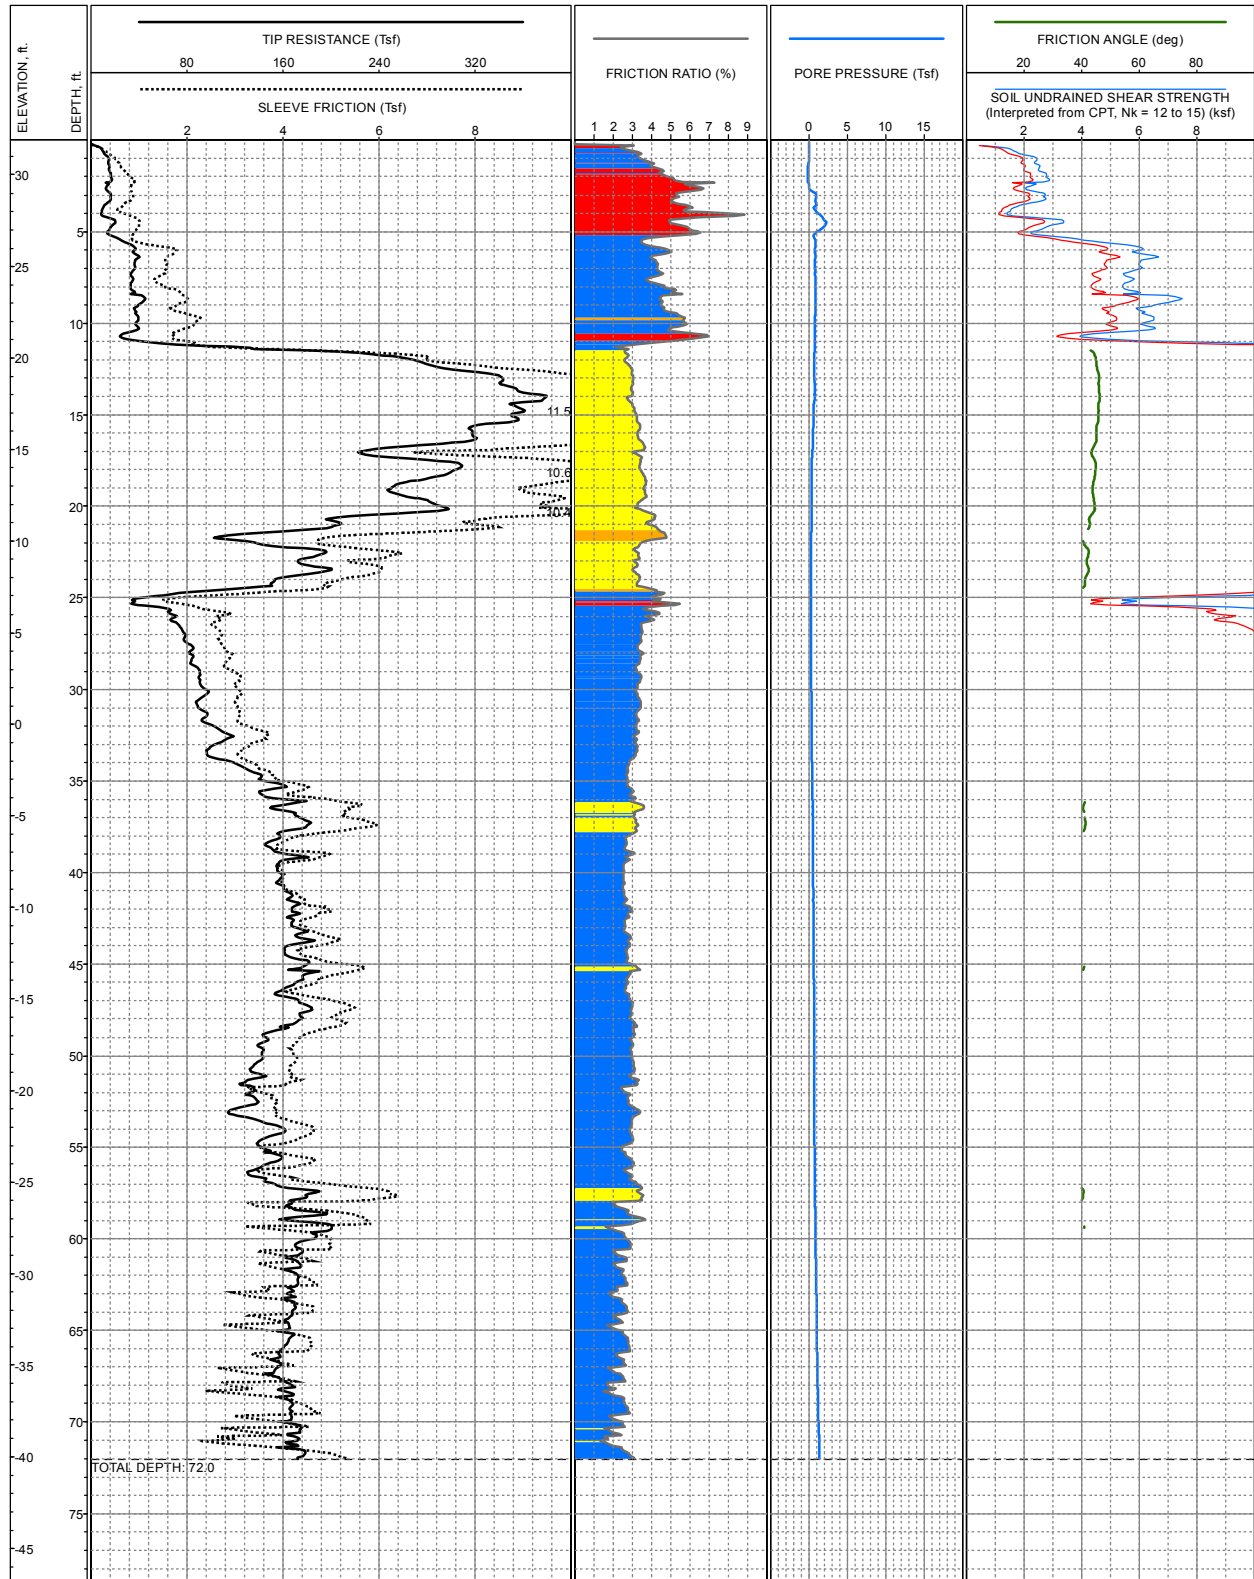 ELEVATION, ft.
DEPTH, ft.
TIP RESISTANCE (Tsf)
80 160 240 320
SLEEVE FRICTION (Tsf)
2 4 6 8
FRICTION RATIO (%)
1 2 3 4 5 6 7 8 9
PORE PRESSURE (Tsf)
0 5 10 15
FRICTION ANGLE (deg)
20 40 60 80
SOIL UNDRAINED SHEAR STRENGTH
(Interpreted from CPT, Nk = 12 to 15) (ksf)
20 40 60 80
30
5
25
10
20
11.5
15
15
10.6
20
10.4
10
25
5
30
0
35
-5
40
-10
45
-15
50
-20
55
-25
60
-30
65
-35
70
-40
TOTAL DEPTH: 72.0
75
-45